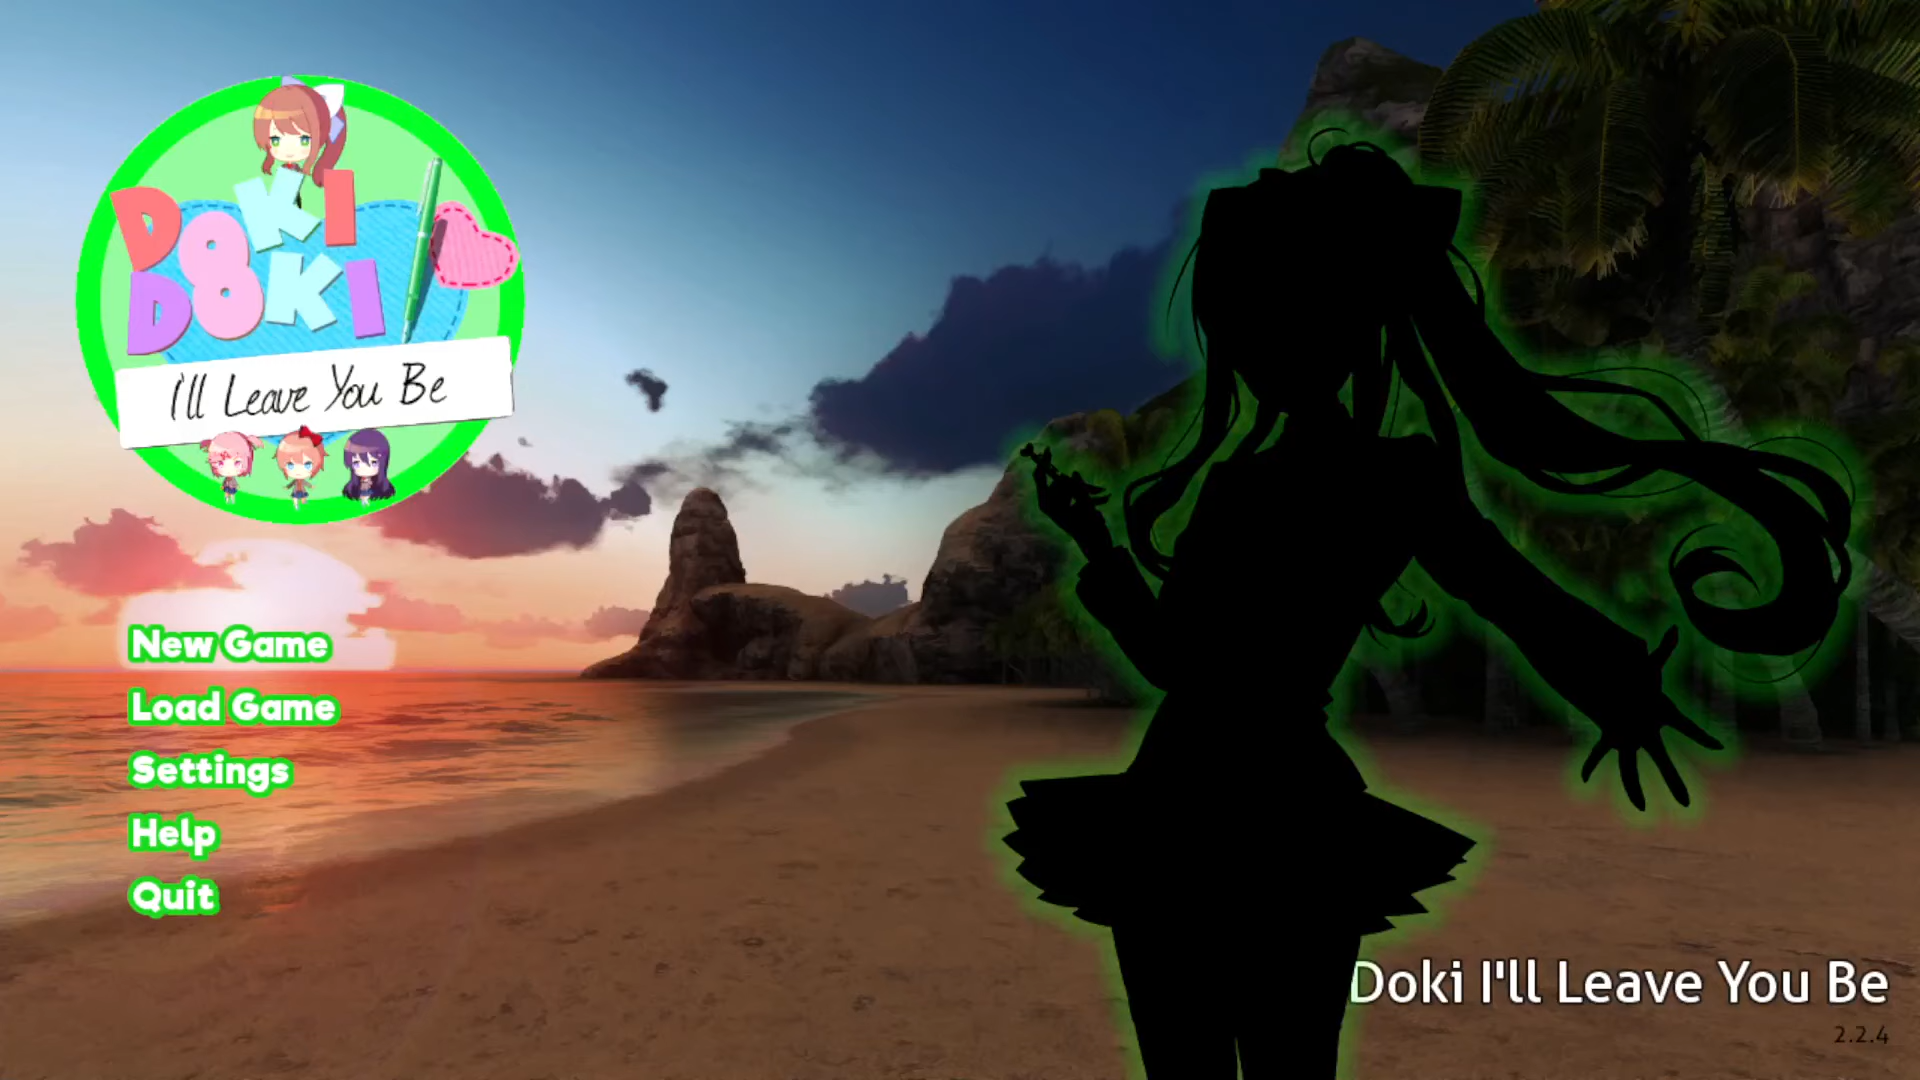 DOKI
DOKI
I'll Leave You Be
New Game
Load Game
Settings
Help
Quit
Doki I'll Leave You Be
2.2.4